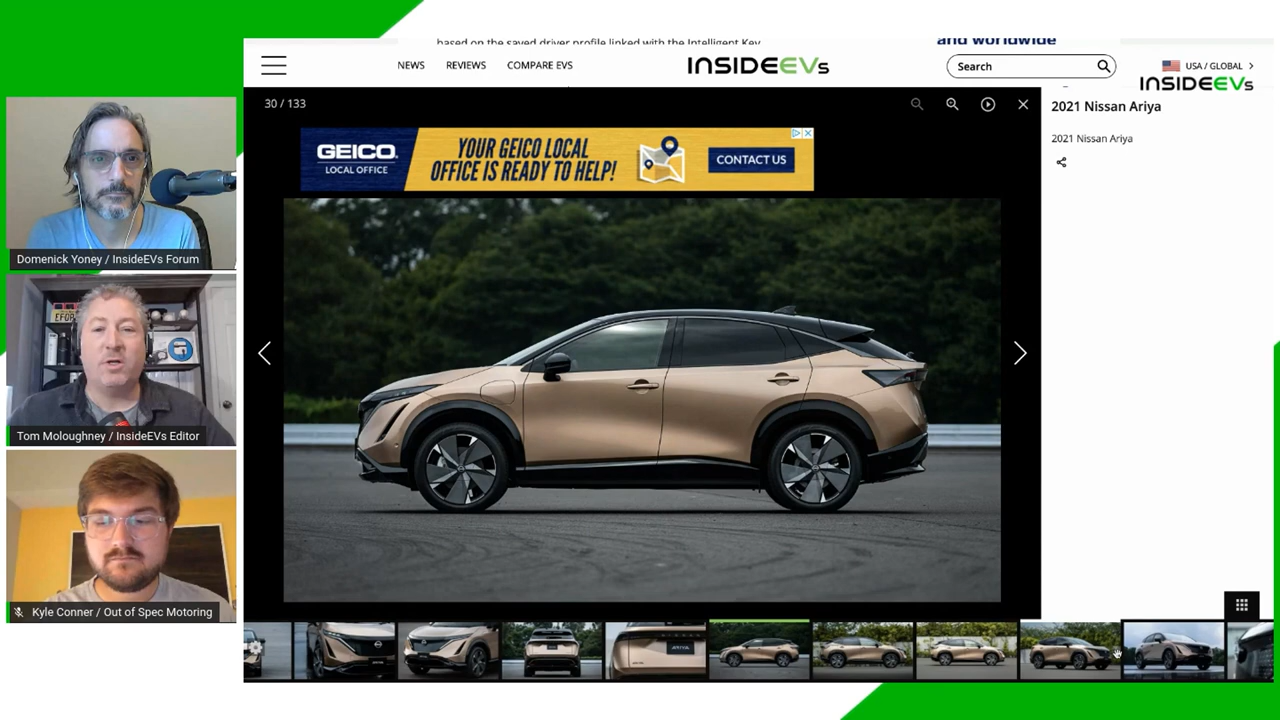 based on the saved driver profile linked with the Intelligent Key
and worldwide
NEWS
REVIEWS
COMPARE EVS
INSIDEEVs
Search
USA / GLOBAL
INSIDEEVs
30 / 133
2021 Nissan Ariya
2021 Nissan Ariya
GEICO
LOCAL OFFICE
YOUR GEICO LOCAL
OFFICE IS READY TO HELP!
CONTACT US
Domenick Yoney / InsideEVs Forum
Tom Moloughney / InsideEVs Editor
Kyle Conner / Out of Spec Motoring
ARIYA